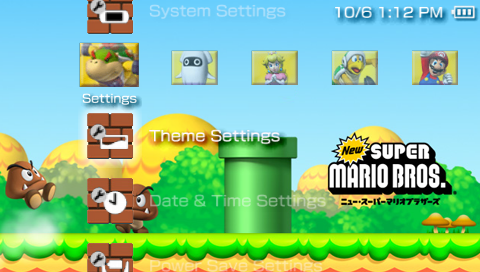 System Settings
10/6 1:12 PM
Settings
Theme Settings
New
SUPER
MARIO BROS.
ニュー・スーパーマリオブラザーズ
Date & Time Settings
Power Save Settings